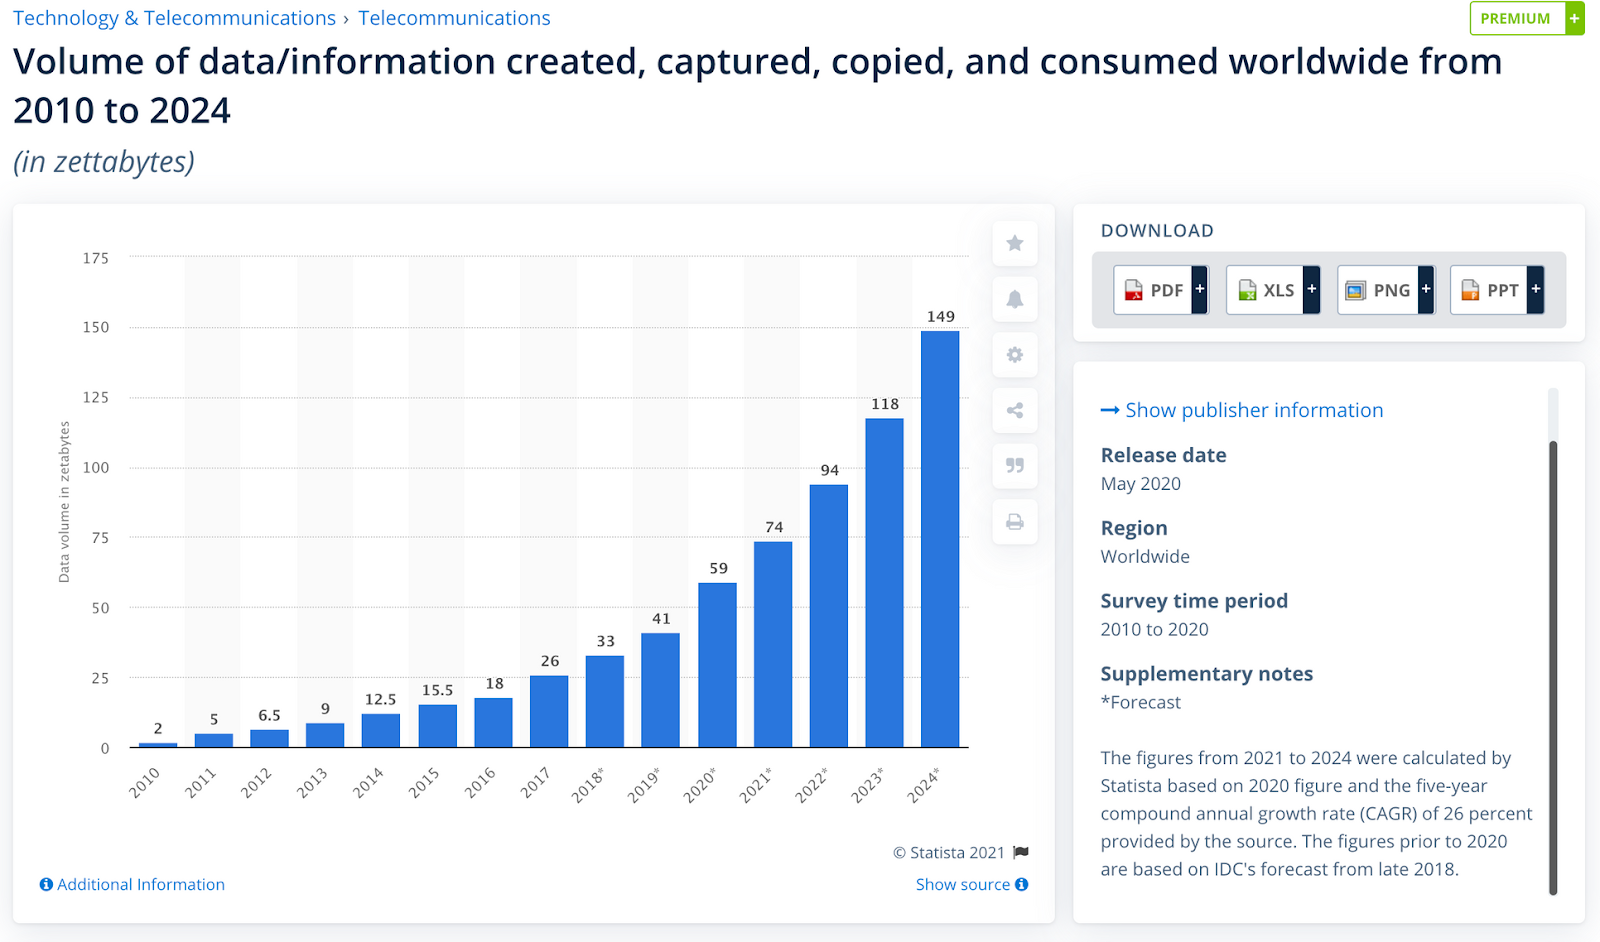 Technology & Telecommunications › Telecommunications
PREMIUM +
Volume of data/information created, captured, copied, and consumed worldwide from
2010 to 2024
(in zettabytes)
Data volume in zetabytes
175
150
125
100
75
50
25
0
2
5
6.5
9
12.5
15.5
18
26
33
41
59
74
94
118
149
2010
2011
2012
2013
2014
2015
2016
2017
2018*
2019*
2020*
2021*
2022*
2023*
2024*
© Statista 2021
Additional Information
Show source
DOWNLOAD
PDF + XLS + PNG + PPT +
→ Show publisher information
Release date
May 2020
Region
Worldwide
Survey time period
2010 to 2020
Supplementary notes
*Forecast
The figures from 2021 to 2024 were calculated by
Statista based on 2020 figure and the five-year
compound annual growth rate (CAGR) of 26 percent
provided by the source. The figures prior to 2020
are based on IDC's forecast from late 2018.